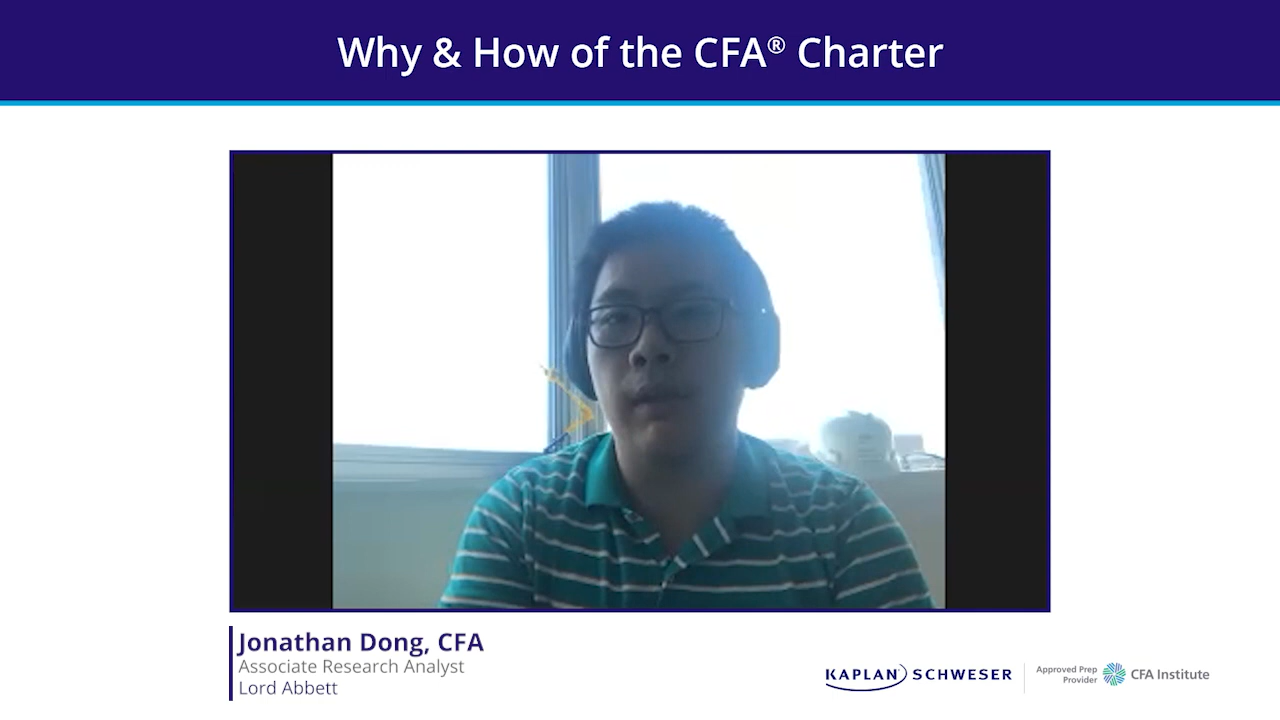 Why & How of the CFA® Charter
Jonathan Dong, CFA
Associate Research Analyst
Lord Abbett
KAPLAN SCHWESER
Approved Prep
Provider
CFA Institute